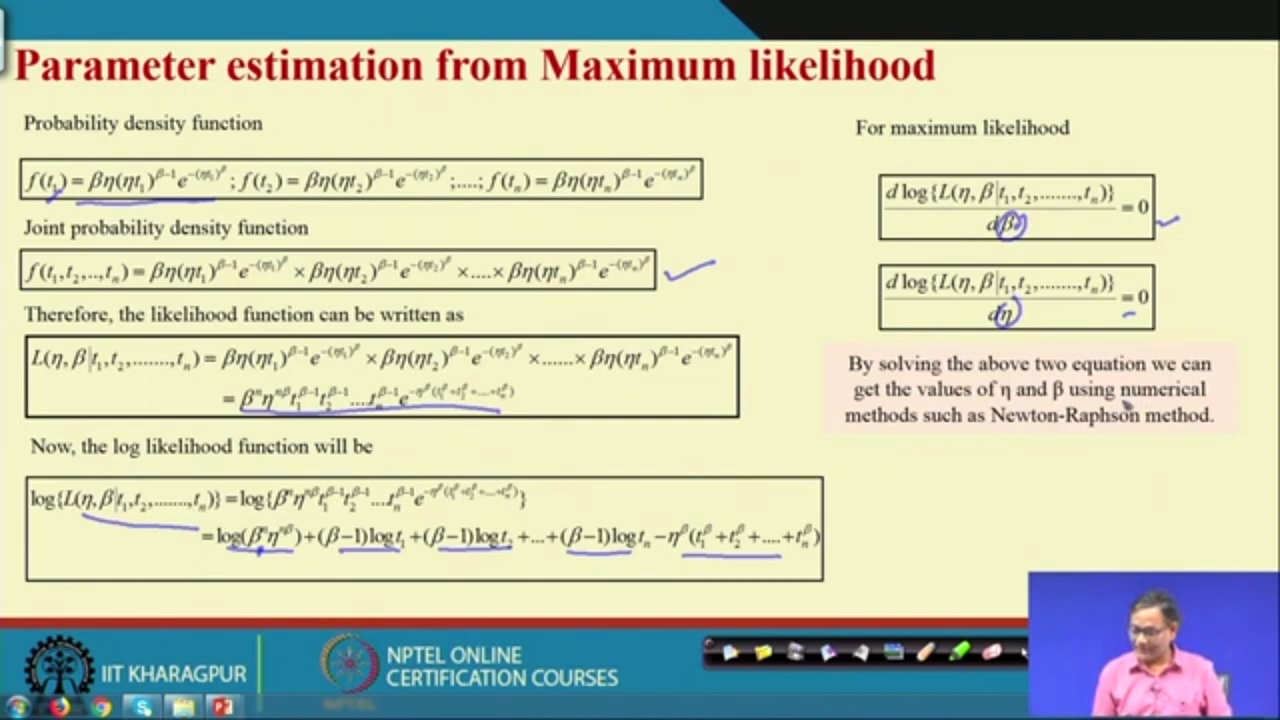 Parameter estimation from Maximum likelihood
Probability density function
f(t₁) = βη(ηt₁)^{β−1}e^{−(ηt₁)^β} ; f(t₂) = βη(ηt₂)^{β−1}e^{−(ηt₂)^β} ;....; f(tₙ) = βη(ηtₙ)^{β−1}e^{−(ηtₙ)^β}
Joint probability density function
f(t₁,t₂,..,tₙ) = βη(ηt₁)^{β−1}e^{−(ηt₁)^β} × βη(ηt₂)^{β−1}e^{−(ηt₂)^β} ×....× βη(ηtₙ)^{β−1}e^{−(ηtₙ)^β}
Therefore, the likelihood function can be written as
L(η,β|t₁,t₂,.......,tₙ) = βη(ηt₁)^{β−1}e^{−(ηt₁)^β} × βη(ηt₂)^{β−1}e^{−(ηt₂)^β} ×......× βη(ηtₙ)^{β−1}e^{−(ηtₙ)^β}
= βⁿη^{nβ}t₁^{β−1}t₂^{β−1}....tₙ^{β−1}e^{−η^β(t₁^β+t₂^β+....+tₙ^β)}
Now, the log likelihood function will be
log{L(η,β|t₁,t₂,.......,tₙ)} = log{βⁿη^{nβ}t₁^{β−1}t₂^{β−1}....tₙ^{β−1}e^{−η^β(t₁^β+t₂^β+....+tₙ^β)}}
= log(βⁿη^{nβ}) + (β−1)log t₁ + (β−1)log t₂ +...+ (β−1)log tₙ − η^β(t₁^β + t₂^β +....+ tₙ^β)
For maximum likelihood
d log{L(η,β|t₁,t₂,.......,tₙ)}
= 0
dβ
d log{L(η,β|t₁,t₂,.......,tₙ)}
= 0
dη
By solving the above two equation we can
get the values of η and β using numerical
methods such as Newton-Raphson method.
IIT KHARAGPUR
NPTEL ONLINE
CERTIFICATION COURSES